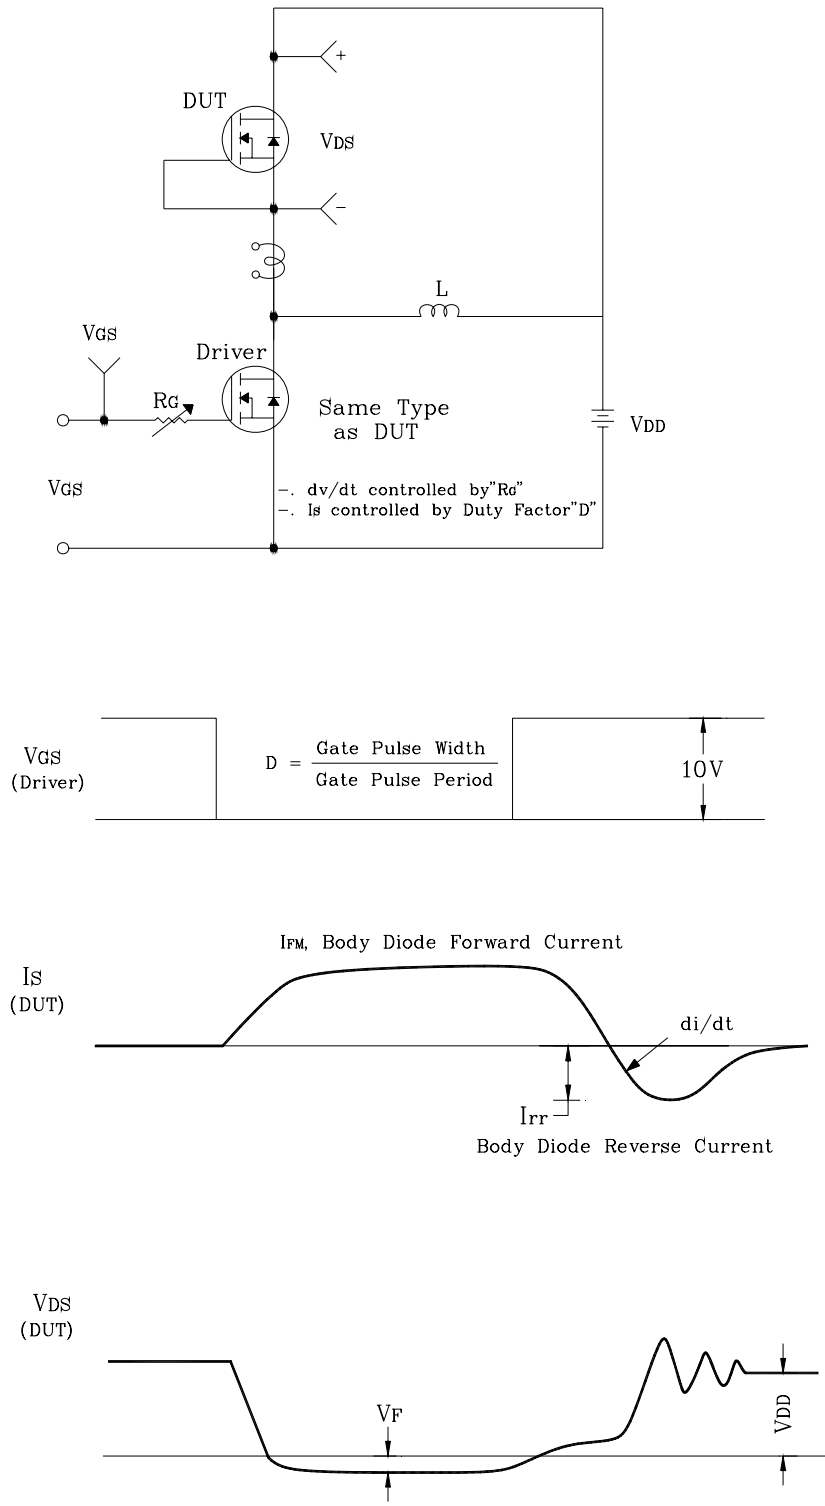 +
DUT
VDS
−
L
VGS
Driver
RG
Same Type
as DUT
VDD
VGS
−. dv/dt controlled by"RG"
−. Is controlled by Duty Factor"D"
VGS
(Driver)
D = Gate Pulse Width
Gate Pulse Period
10V
IFM, Body Diode Forward Current
IS
(DUT)
di/dt
Irr
Body Diode Reverse Current
VDS
(DUT)
VF
VDD